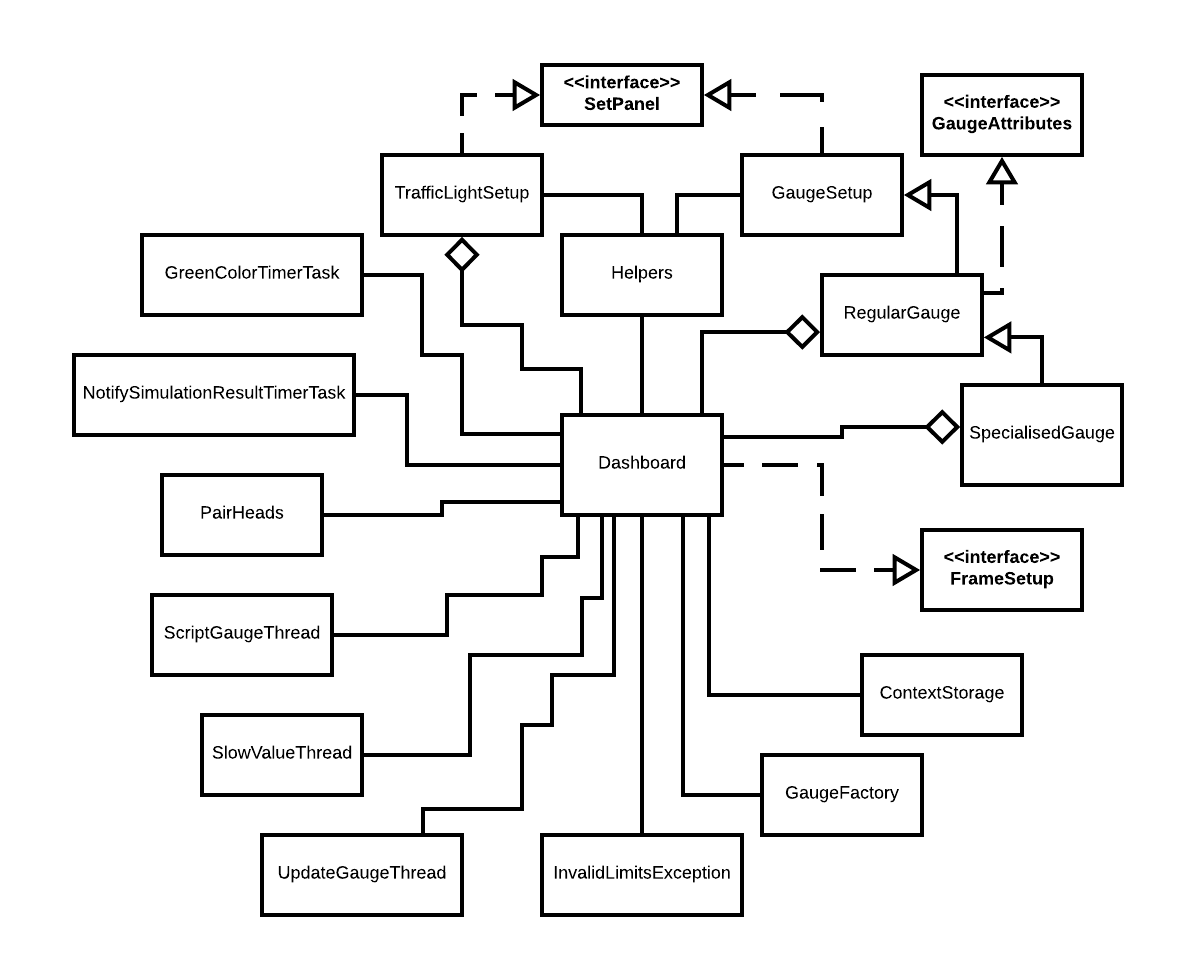 <<interface>>
SetPanel
<<interface>>
GaugeAttributes
TrafficLightSetup
GaugeSetup
GreenColorTimerTask
Helpers
RegularGauge
NotifySimulationResultTimerTask
SpecialisedGauge
Dashboard
PairHeads
<<interface>>
FrameSetup
ScriptGaugeThread
ContextStorage
SlowValueThread
GaugeFactory
UpdateGaugeThread
InvalidLimitsException